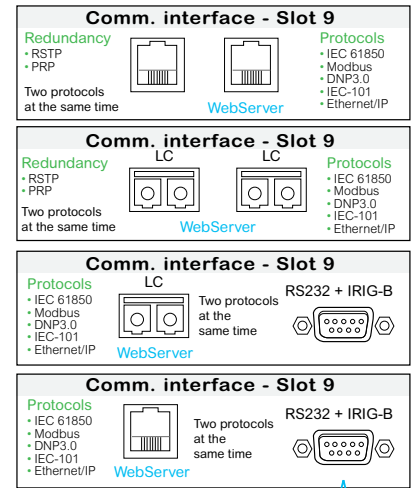 Comm. interface - Slot 9
Redundancy
• RSTP
• PRP
Two protocols
at the same time
WebServer
Protocols
• IEC 61850
• Modbus
• DNP3.0
• IEC-101
• Ethernet/IP
Comm. interface - Slot 9
Redundancy
• RSTP
• PRP
Two protocols
at the same time
LC
LC
WebServer
Protocols
• IEC 61850
• Modbus
• DNP3.0
• IEC-101
• Ethernet/IP
Comm. interface - Slot 9
Protocols
• IEC 61850
• Modbus
• DNP3.0
• IEC-101
• Ethernet/IP
LC
WebServer
Two protocols
at the
same time
RS232 + IRIG-B
Comm. interface - Slot 9
Protocols
• IEC 61850
• Modbus
• DNP3.0
• IEC-101
• Ethernet/IP
WebServer
Two protocols
at the
same time
RS232 + IRIG-B